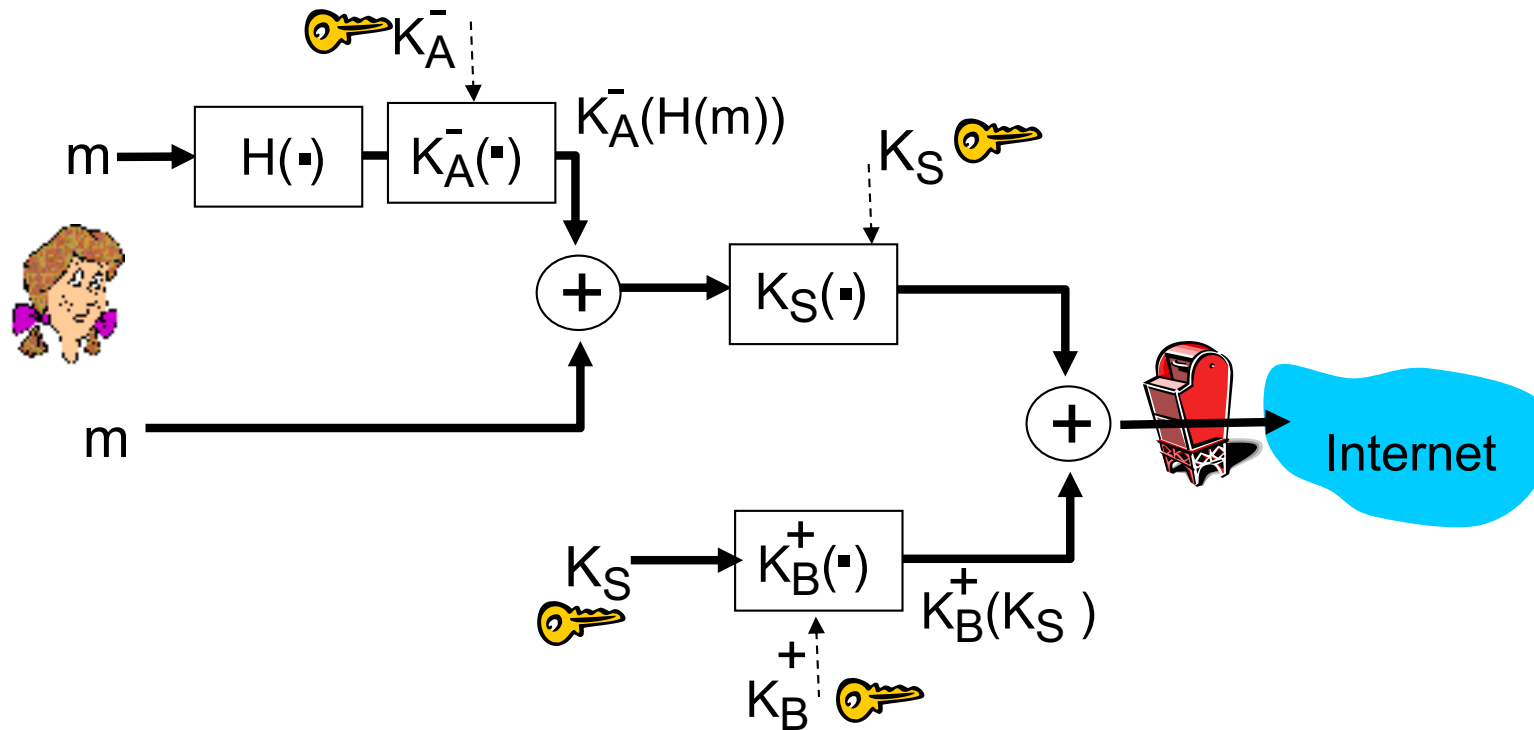 K_A^-
m
H(▪)
K_A^-(▪)
K_A^-(H(m))
K_S
+
K_S(▪)
m
+
Internet
K_S
K_B^+(▪)
K_B^+(K_S )
K_B^+